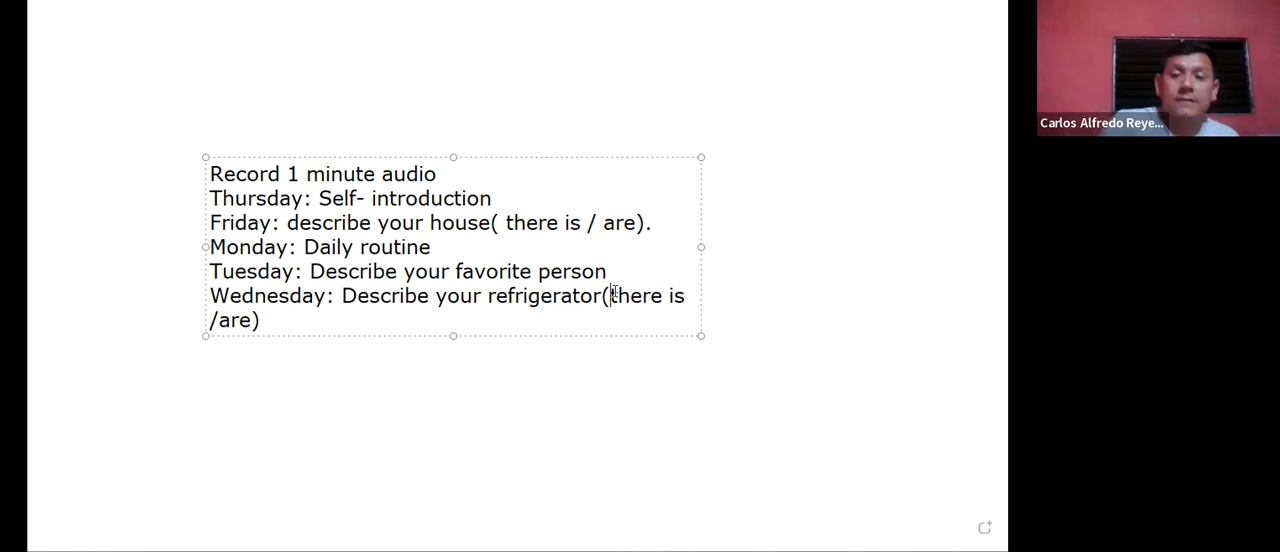 Record 1 minute audio
Thursday: Self- introduction
Friday: describe your house( there is / are).
Monday: Daily routine
Tuesday: Describe your favorite person
Wednesday: Describe your refrigerator(there is
/are)
Carlos Alfredo Reye...